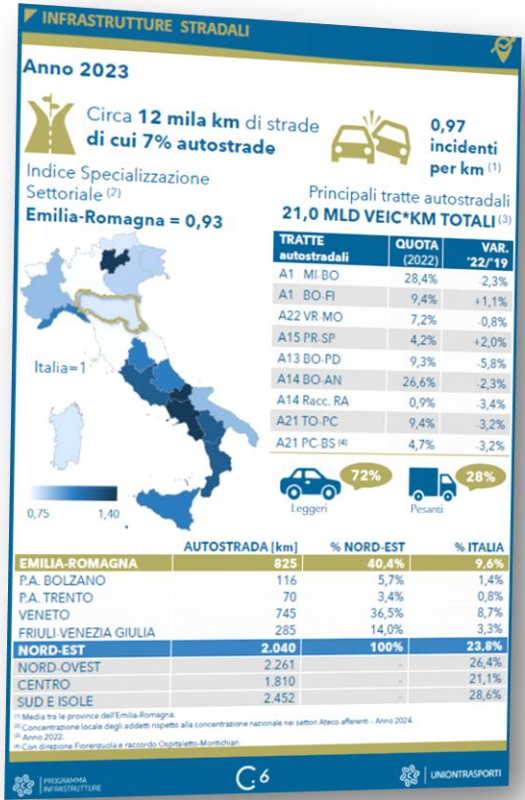 INFRASTRUTTURE STRADALI
Anno 2023
Circa 12 mila km di strade
di cui 7% autostrade
0,97
incidenti
per km (1)
Indice Specializzazione
Settoriale (2)
Emilia-Romagna = 0,93
Italia=1
0,75 1,40
Principali tratte autostradali
21,0 MLD VEIC*KM TOTALI (3)
TRATTE autostradali QUOTA (2022) VAR. '22/'19
A1 MI-BO 28,4% -2,3%
A1 BO-FI 9,4% +1,1%
A22 VR-MO 7,2% -0,8%
A15 PR-SP 4,2% +2,0%
A13 BO-PD 9,3% -5,8%
A14 BO-AN 26,6% -2,3%
A14 Racc. RA 0,9% -3,4%
A21 TO-PC 9,4% -3,2%
A21 PC-BS (4) 4,7% -3,2%
72%
Leggeri
28%
Pesanti
AUTOSTRADA [km] % NORD-EST % ITALIA
EMILIA-ROMAGNA 825 40,4% 9,6%
P.A. BOLZANO 116 5,7% 1,4%
P.A. TRENTO 70 3,4% 0,8%
VENETO 745 36,5% 8,7%
FRIULI-VENEZIA GIULIA 285 14,0% 3,3%
NORD-EST 2.040 100% 23,8%
NORD-OVEST 2.261 - 26,4%
CENTRO 1.810 - 21,1%
SUD E ISOLE 2.452 - 28,6%
(1) Media tra le province dell'Emilia-Romagna.
(2) Concentrazione locale degli addetti rispetto alla concentrazione nazionale nei settori Ateco afferenti - Anno 2024.
(3) Anno 2022.
(4) Con direzione Fiorenzuola e raccordo Ospitaletto-Montichiari.
PROGRAMMA
INFRASTRUTTURE
6
UNIONTRASPORTI